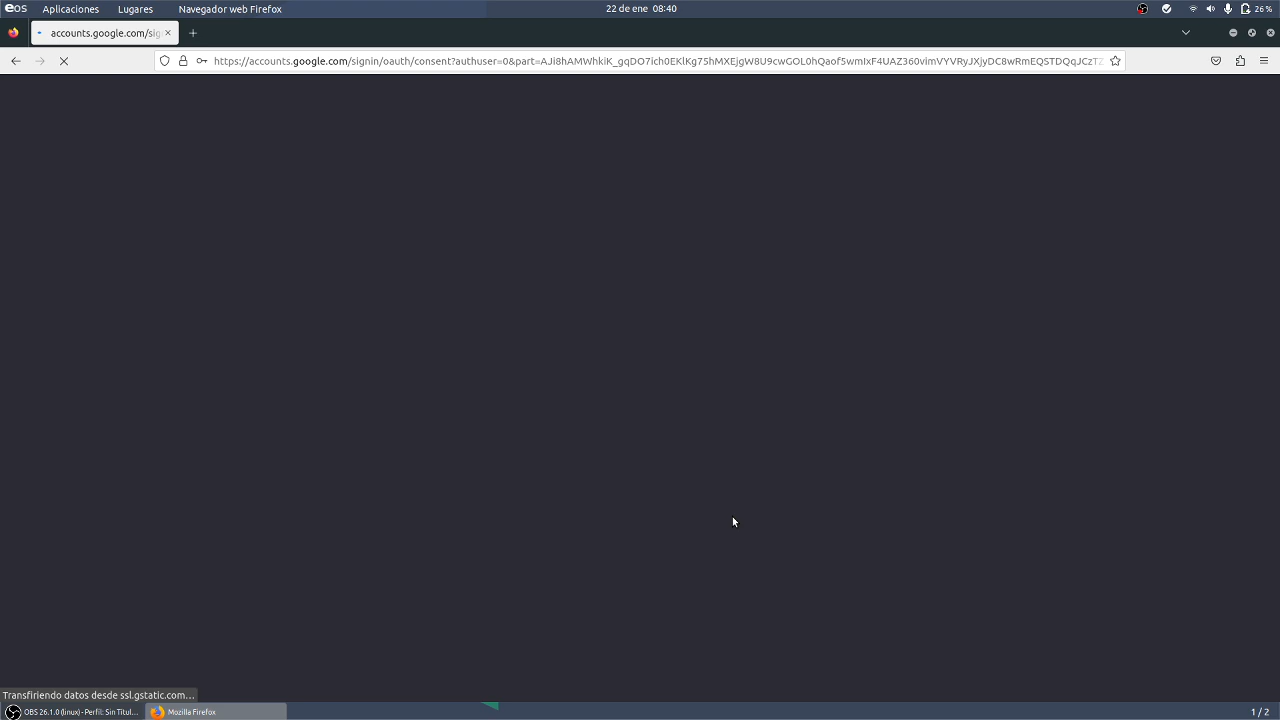 eos Aplicaciones Lugares Navegador web Firefox 22 de ene 08:40 26 %
accounts.google.com/sig
https://accounts.google.com/signin/oauth/consent?authuser=0&part=
Transfiriendo datos desde ssl.gstatic.com…
OBS 26.1.0 (linux) - Perfil: Sin Titul… Mozilla Firefox 1 / 2